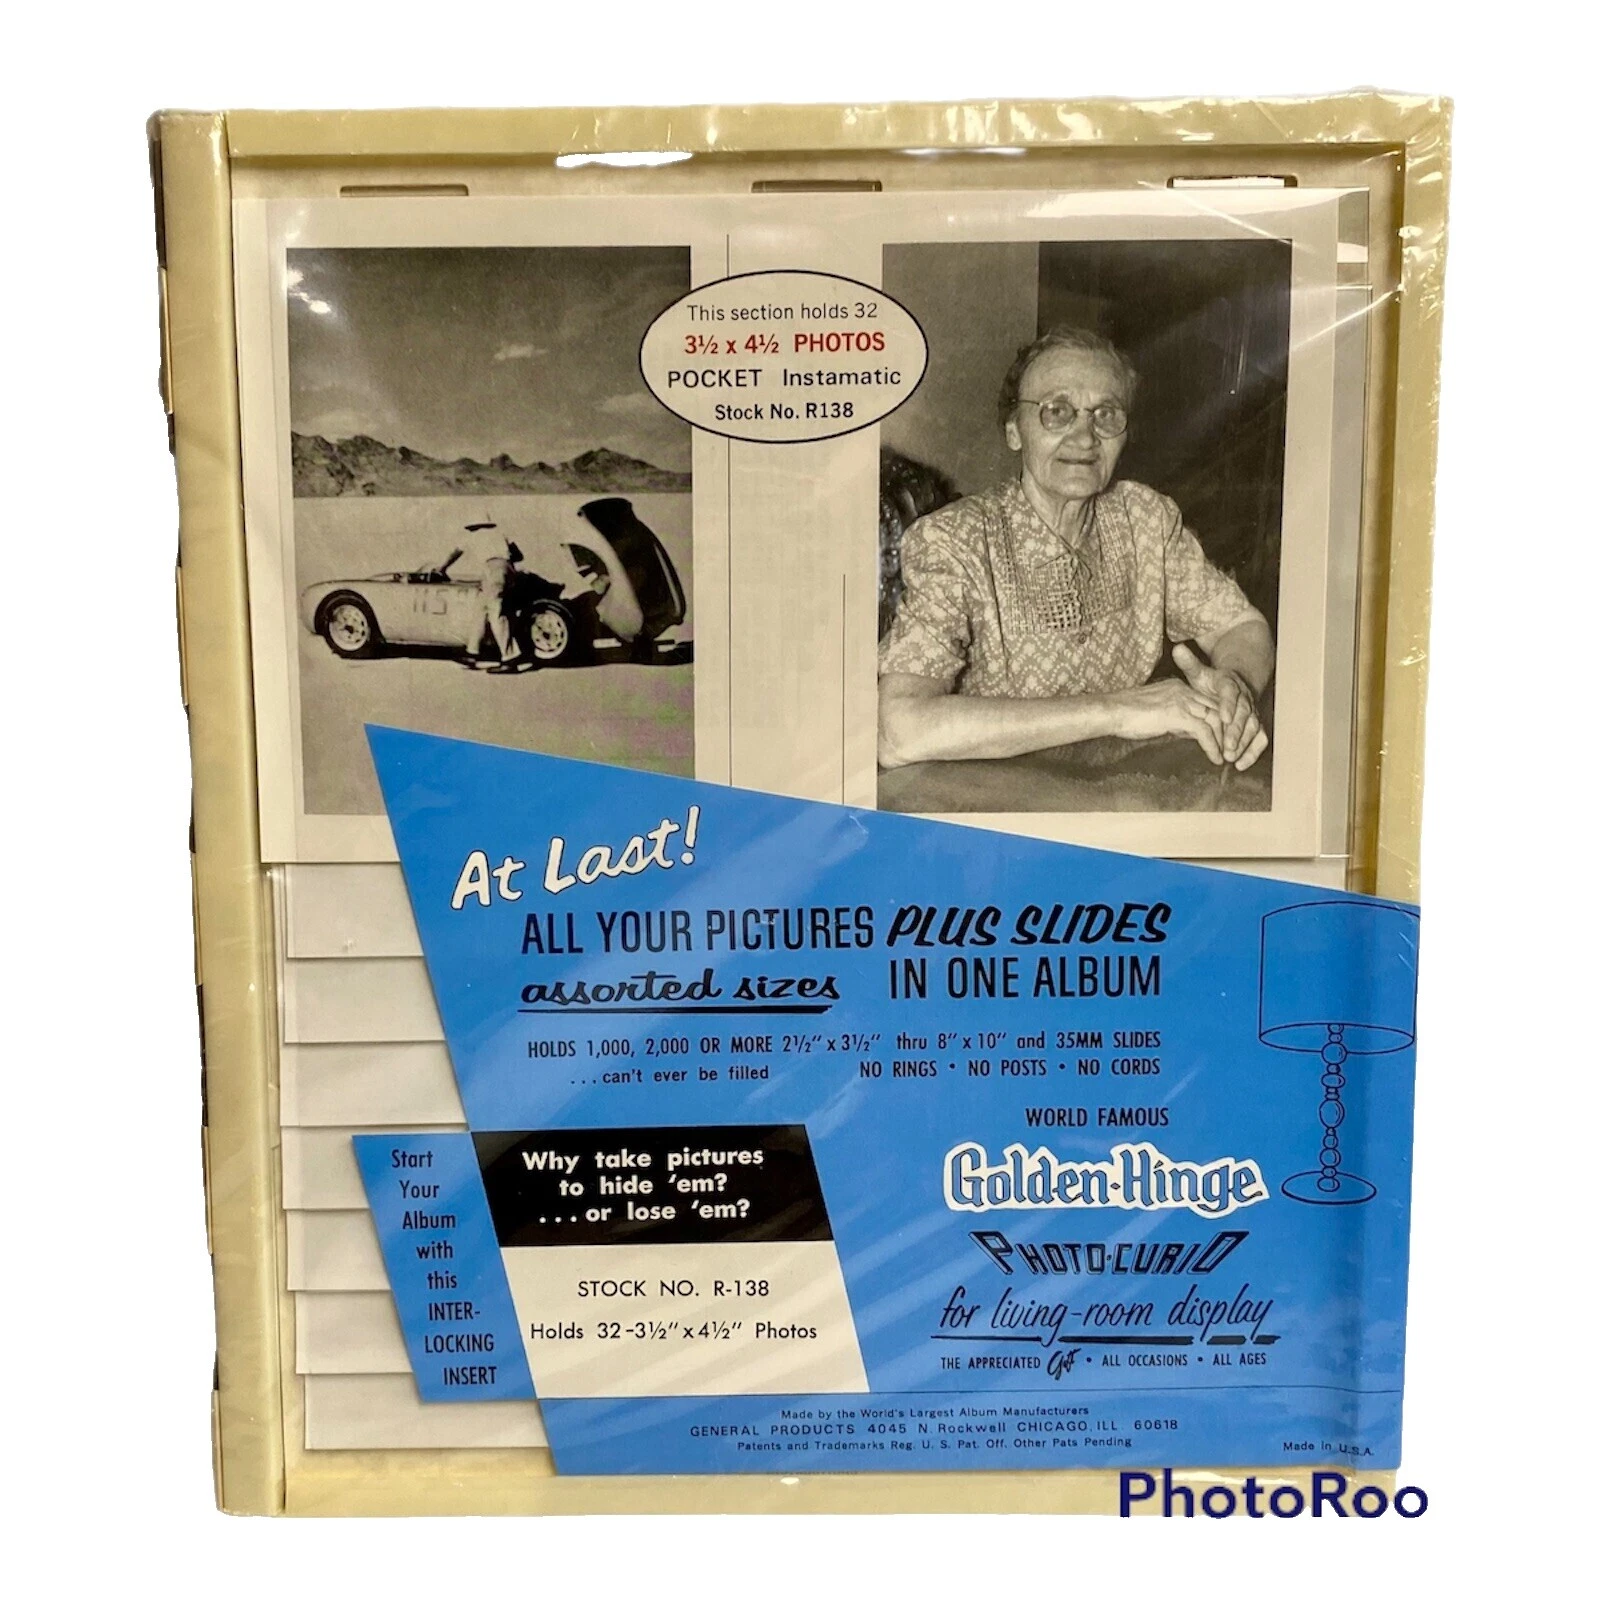 This section holds 32
3½ x 4½ PHOTOS
POCKET Instamatic
Stock No. R138
115
At Last!
ALL YOUR PICTURES PLUS SLIDES
assorted sizes IN ONE ALBUM
HOLDS 1,000, 2,000 OR MORE 2½" x 3½" thru 8" x 10" and 35MM SLIDES
...can't ever be filled NO RINGS • NO POSTS • NO CORDS
WORLD FAMOUS
Golden-Hinge
PHOTO-CURIO
for living-room display
THE APPRECIATED Gift • ALL OCCASIONS • ALL AGES
Start
Your
Album
with
this
INTER-
LOCKING
INSERT
Why take pictures
to hide 'em?
...or lose 'em?
STOCK NO. R-138
Holds 32-3½" x 4½" Photos
Made by the World's Largest Album Manufacturers
GENERAL PRODUCTS 4045 N. Rockwell CHICAGO, ILL. 60618
Patents and Trademarks Reg. U. S. Pat. Off. Other Pats Pending
Made in U.S.A.
PhotoRoo